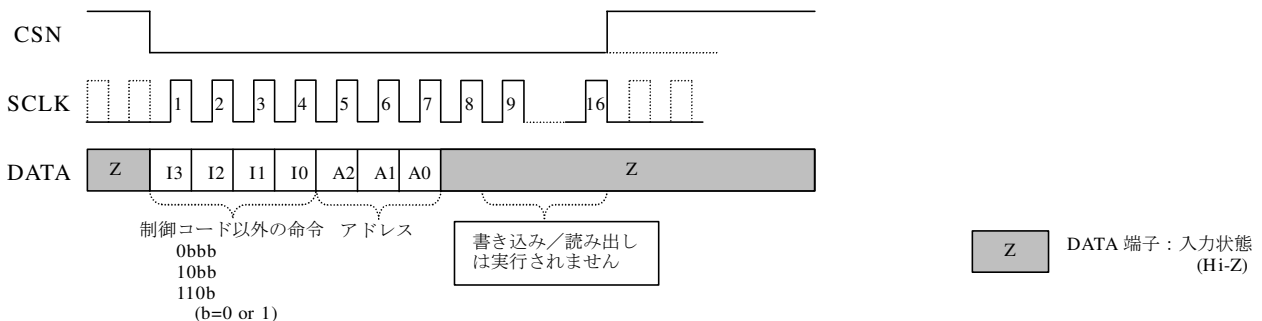 CSN
SCLK 1 2 3 4 5 6 7 8 9 16
DATA Z I3 I2 I1 I0 A2 A1 A0 Z
制御コード以外の命令 アドレス
0bbb
10bb
110b
(b=0 or 1)
書き込み／読み出し
は実行されません
Z DATA 端子：入力状態
(Hi-Z)